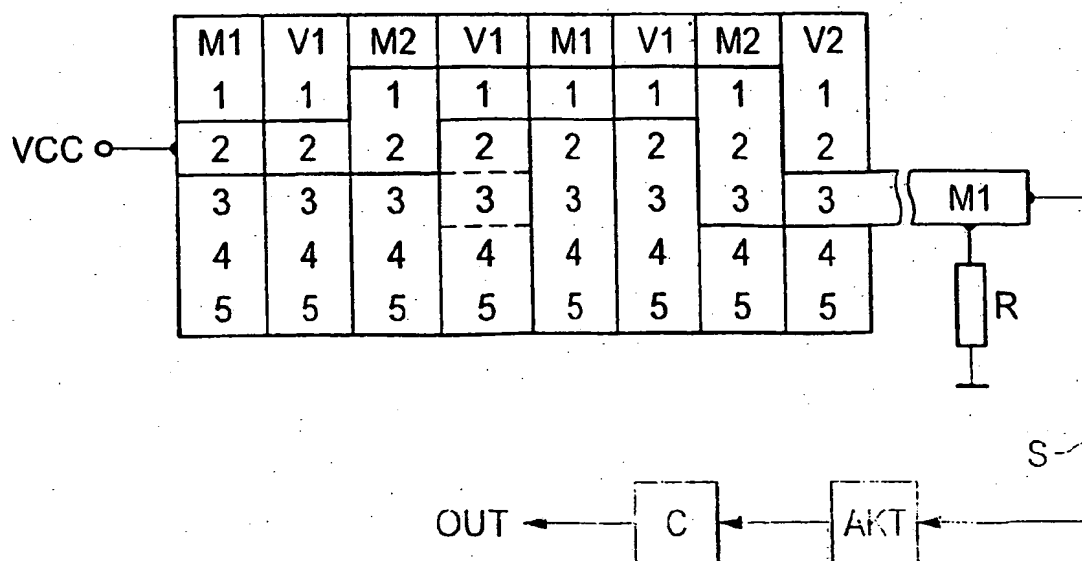 M1 V1 M2 V1 M1 V1 M2 V2
1 1 1 1 1 1 1 1
VCC 2 2 2 2 2 2 2 2
3 3 3 3 3 3 3 3 M1
4 4 4 4 4 4 4 4
5 5 5 5 5 5 5 5 R
S
OUT C AKT